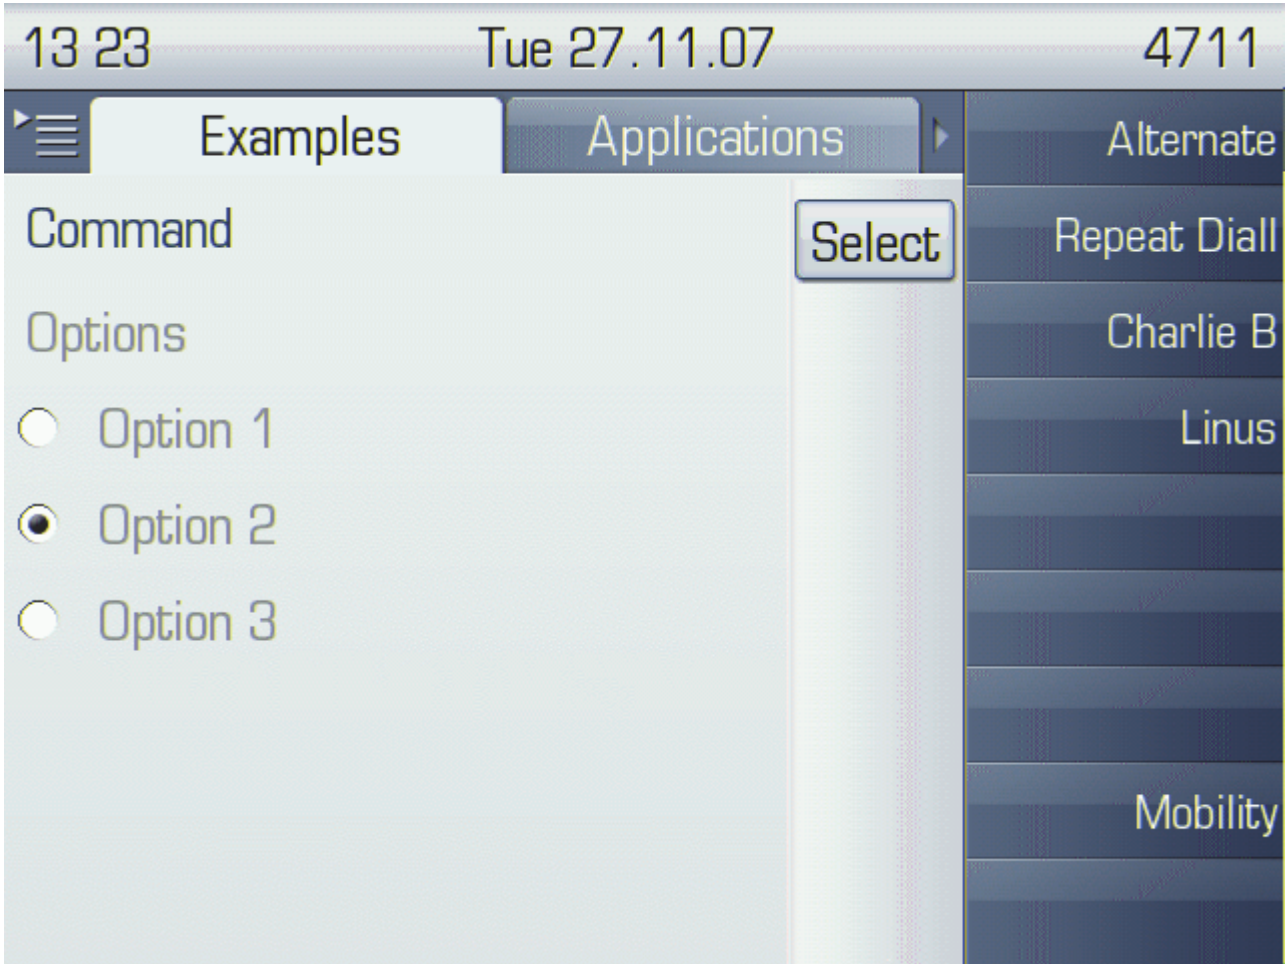 13 23 Tue 27.11.07 4711
Examples Applications
Command Select
Options
Option 1
Option 2
Option 3
Alternate
Repeat Diall
Charlie B
Linus
Mobility